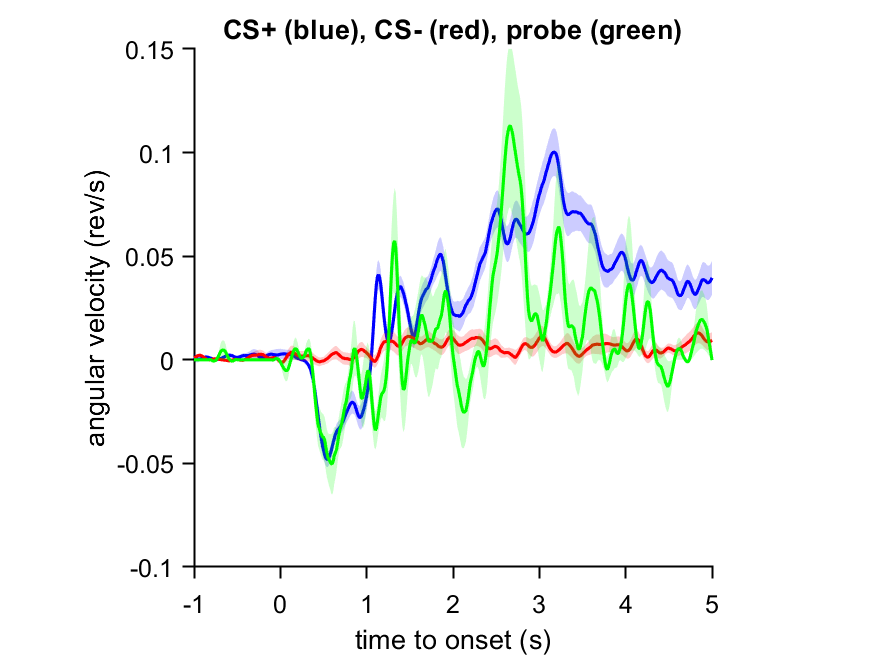 CS+ (blue), CS- (red), probe (green)
0.15
0.1
0.05
0
-0.05
-0.1
angular velocity (rev/s)
-1 0 1 2 3 4 5
time to onset (s)